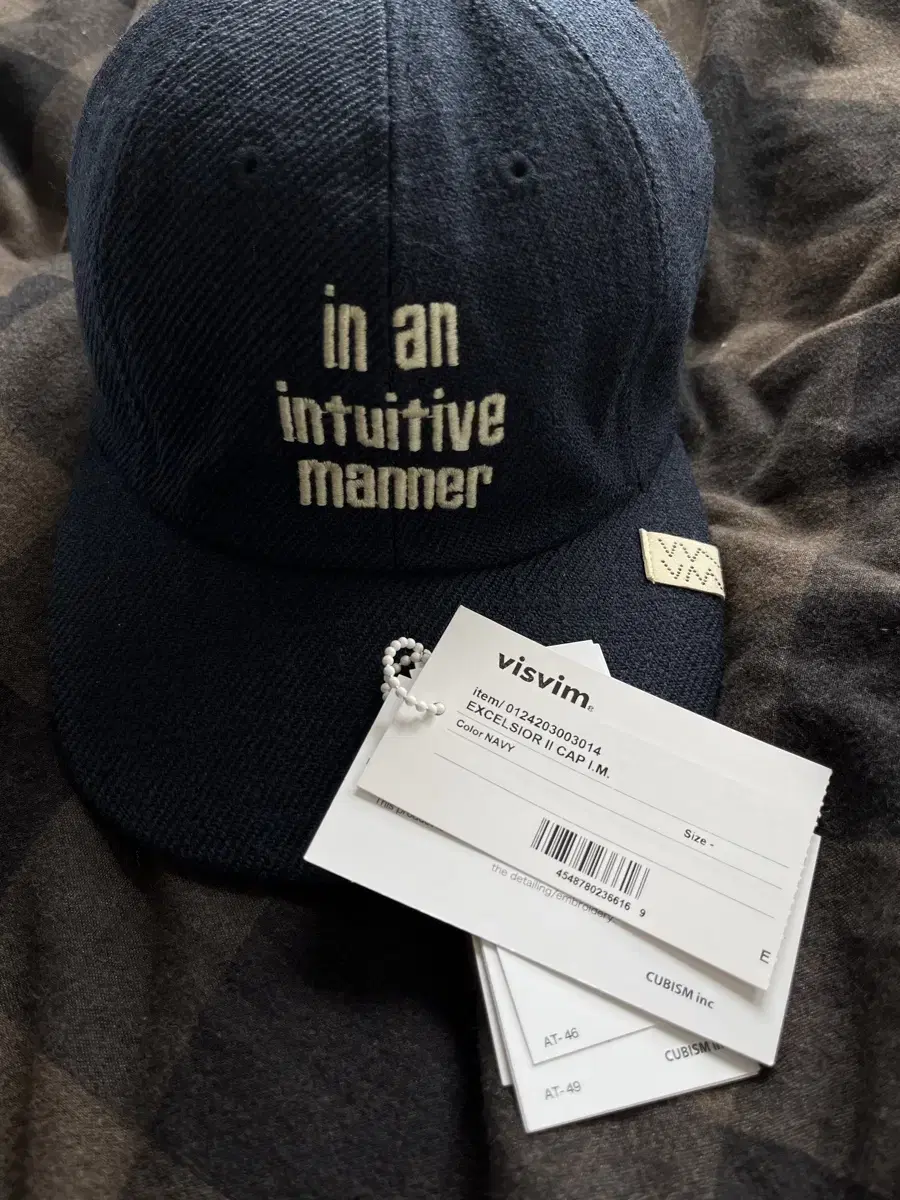 in an
intuitive
manner
visvim®
item/ 0124203003014
EXCELSIOR II CAP I.M.
Color NAVY
Size -
4548780236616 9
E
This
the detailing/embroidery.
CUBISM inc
AT-46
CUBISM
AT-49